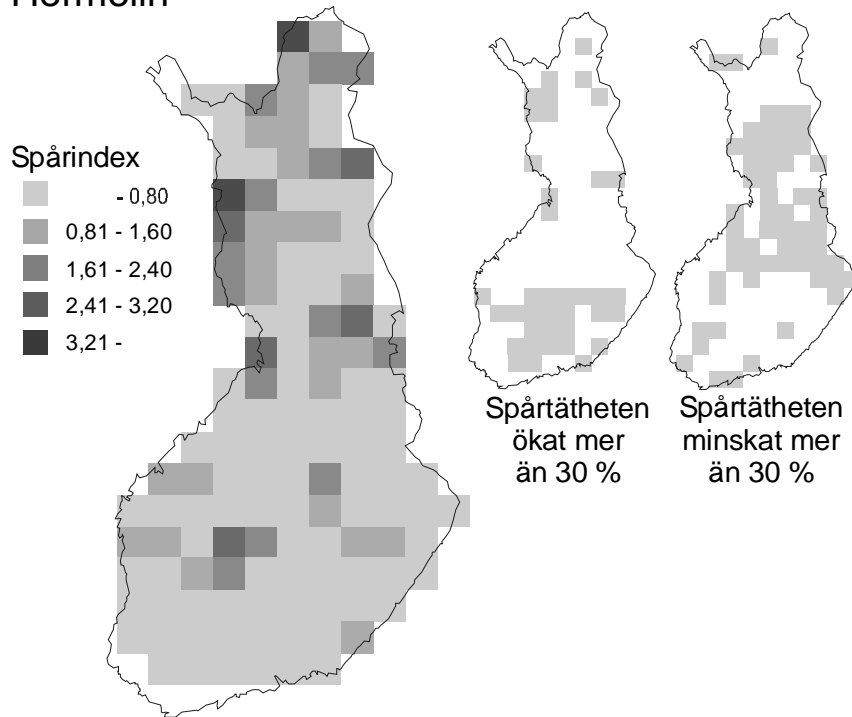 Hermelin
Spårindex
- 0,80
0,81 - 1,60
1,61 - 2,40
2,41 - 3,20
3,21 -
Spårtätheten
ökat mer
än 30 %
Spårtätheten
minskat mer
än 30 %